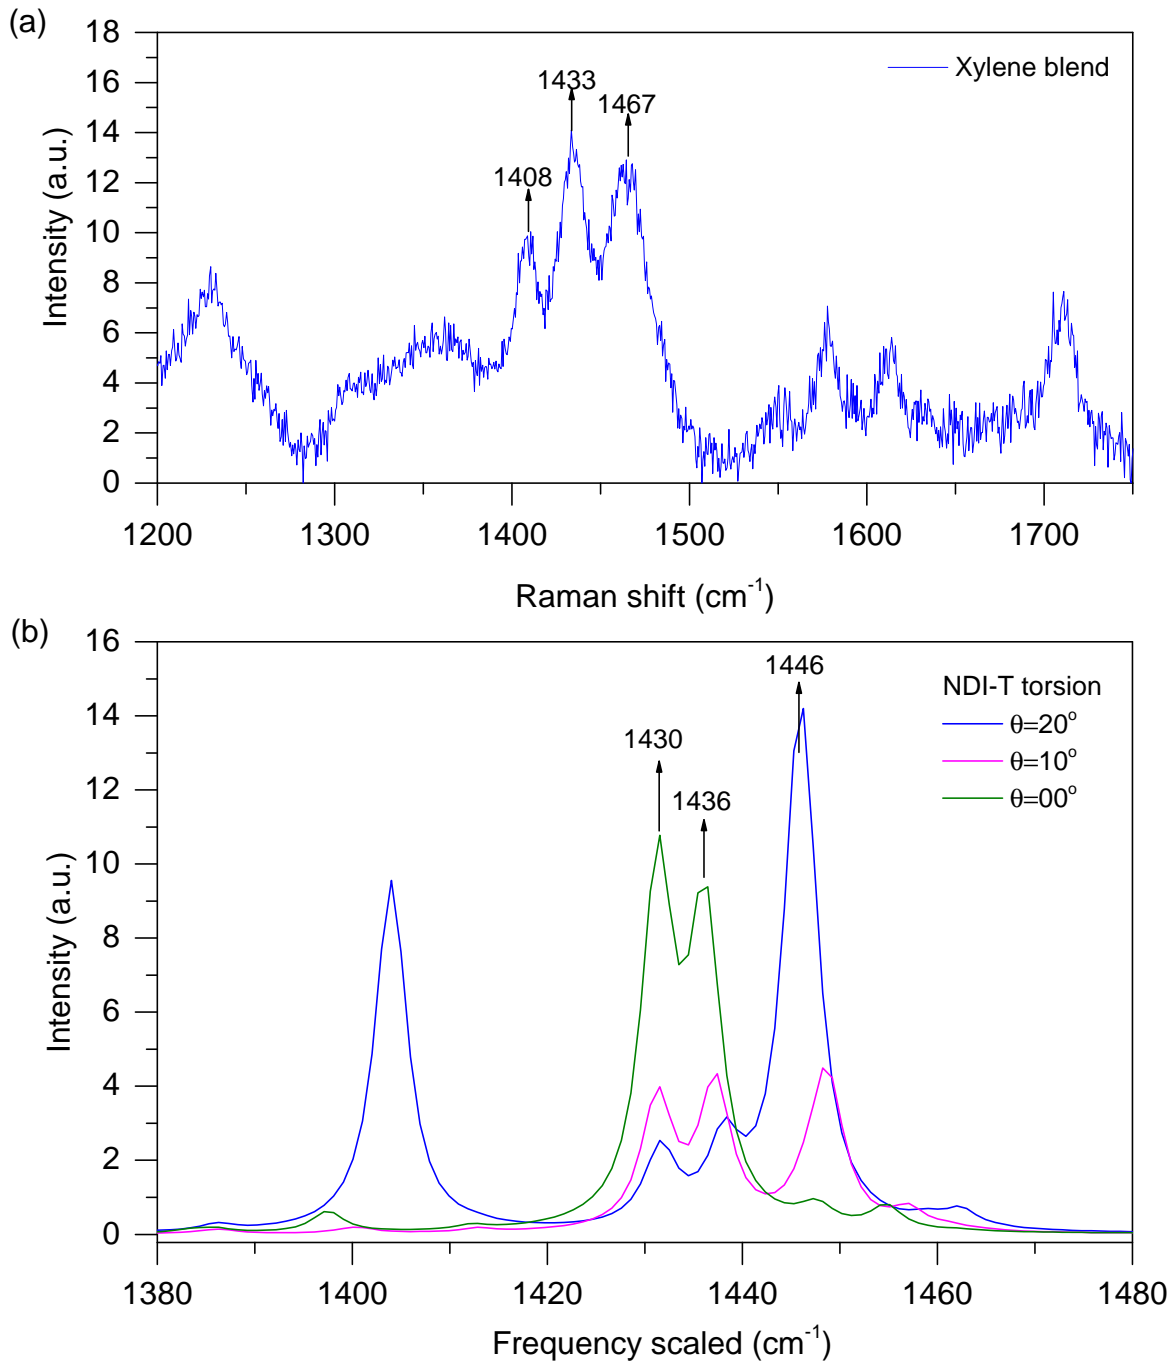 (a)
18
16
14
12
10
8
6
4
2
0
Intensity (a.u.)
1433
1467
1408
Xylene blend
1200 1300 1400 1500 1600 1700
Raman shift (cm⁻¹)
(b)
16
14
12
10
8
6
4
2
0
Intensity (a.u.)
1446
1430
1436
NDI-T torsion
θ=20°
θ=10°
θ=00°
1380 1400 1420 1440 1460 1480
Frequency scaled (cm⁻¹)